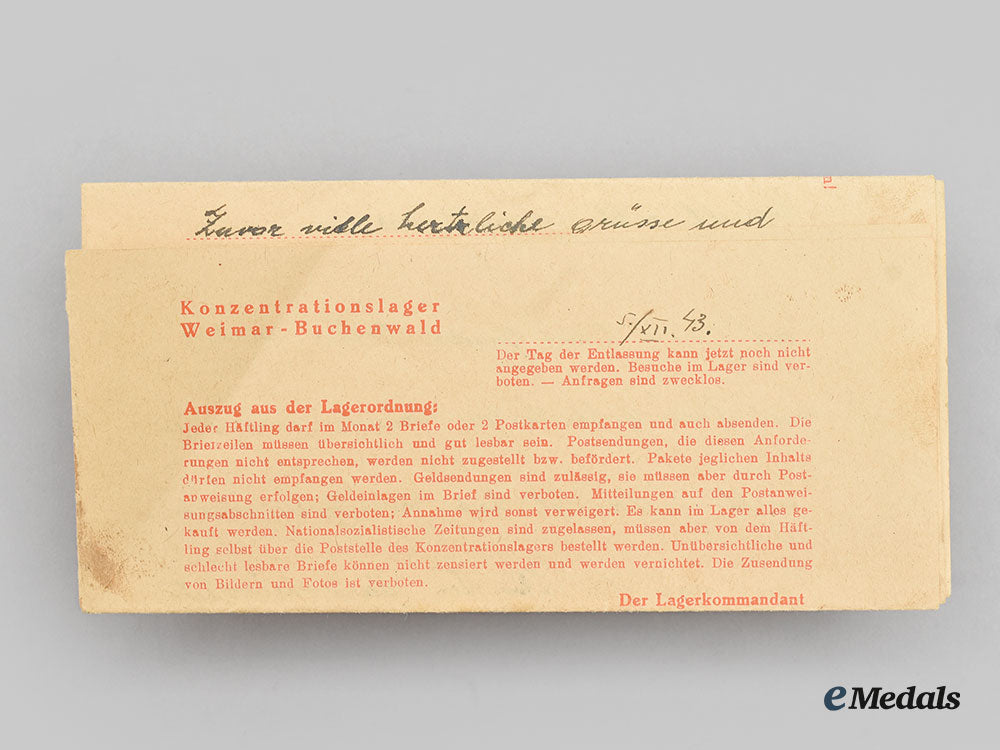 Zuvor viele hertzliche grüsse und
Konzentrationslager
Weimar-Buchenwald
5./XII. 43.
Der Tag der Entlassung kann jetzt noch nicht
angegeben werden. Besuche im Lager sind ver-
boten. — Anfragen sind zwecklos.
Auszug aus der Lagerordnung:
Jeder Häftling darf im Monat 2 Briefe oder 2 Postkarten empfangen und auch absenden. Die
Briefzeilen müssen übersichtlich und gut lesbar sein. Postsendungen, die diesen Anforde-
rungen nicht entsprechen, werden nicht zugestellt bzw. befördert. Pakete jeglichen Inhalts
dürfen nicht empfangen werden. Geldsendungen sind zulässig, sie müssen aber durch Post-
anweisung erfolgen; Geldeinlagen im Brief sind verboten. Mitteilungen auf den Postanwei-
sungsabschnitten sind verboten; Annahme wird sonst verweigert. Es kann im Lager alles ge-
kauft werden. Nationalsozialistische Zeitungen sind zugelassen, müssen aber von dem Häft-
ling selbst über die Poststelle des Konzentrationslagers bestellt werden. Unübersichtliche und
schlecht lesbare Briefe können nicht zensiert werden und werden vernichtet. Die Zusendung
von Bildern und Fotos ist verboten.
Der Lagerkommandant
eMedals